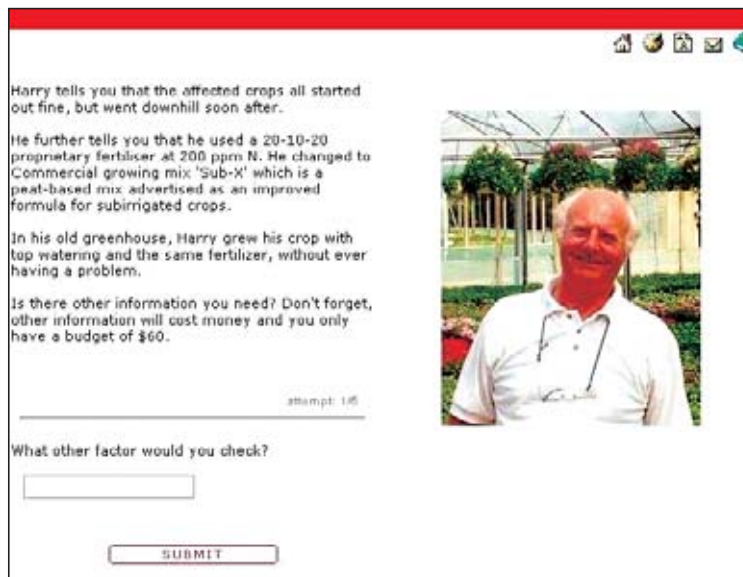 Harry tells you that the affected crops all started
out fine, but went downhill soon after.
He further tells you that he used a 20-10-20
proprietary fertiliser at 200 ppm N. He changed to
Commercial growing mix 'Sub-X' which is a
peat-based mix advertised as an improved
formula for subirrigated crops.
In his old greenhouse, Harry grew his crop with
top watering and the same fertilizer, without ever
having a problem.
Is there other information you need? Don't forget,
other information will cost money and you only
have a budget of $60.
attempt: 1/6
What other factor would you check?
SUBMIT